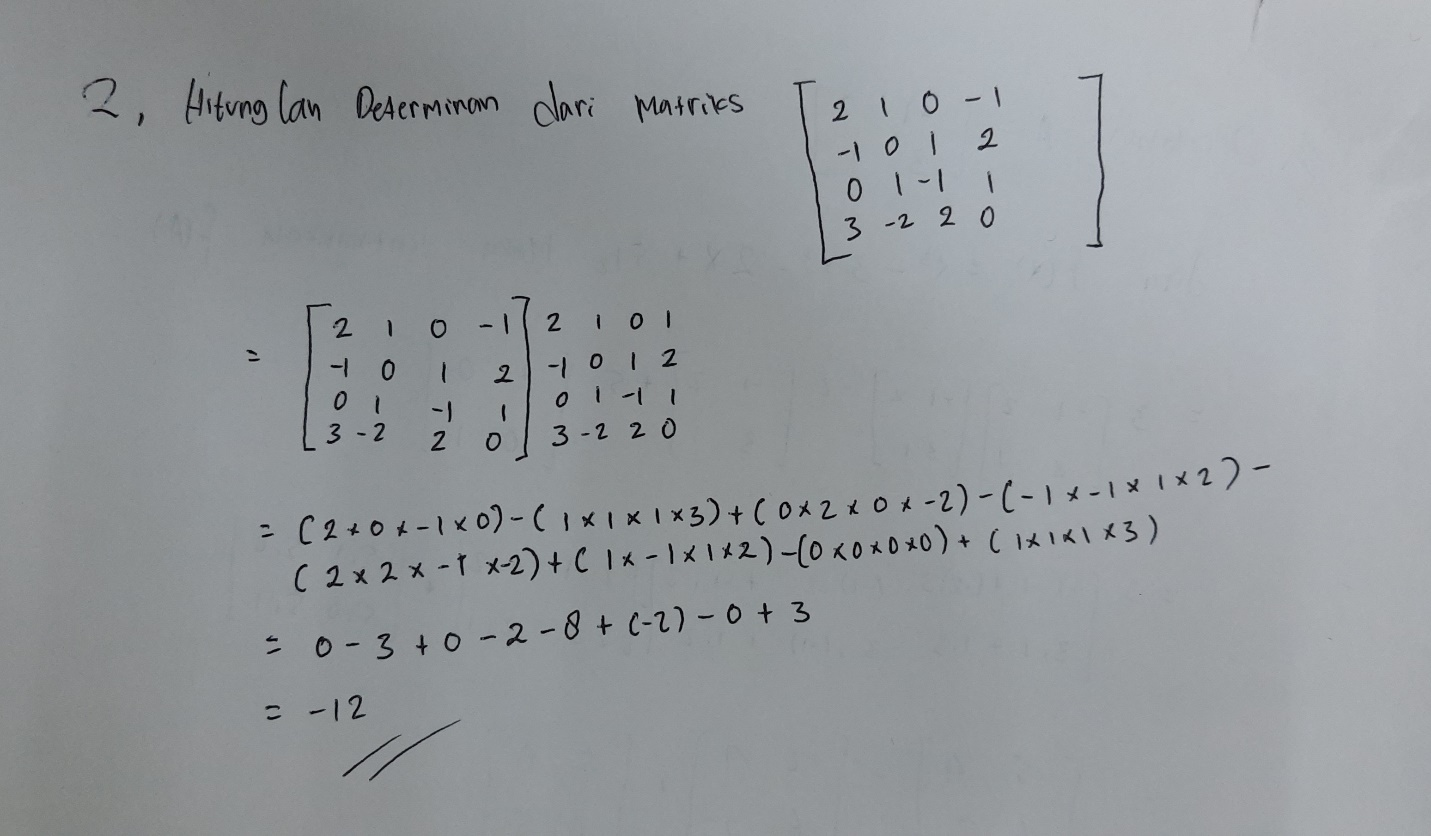 2, Hitunglan Determinan dari Matriks [ 2 1 0 -1
-1 0 1 2
0 1 -1 1
3 -2 2 0 ]
= [ 2 1 0 -1 ] 2 1 0 1
-1 0 1 2 -1 0 1 2
0 1 -1 1 0 1 -1 1
3 -2 2 0 3 -2 2 0
= (2×0×-1×0)-(1×1×1×3)+(0×2×0×-2)-(-1×-1×1×2)-
(2×2×-1×-2)+(1×-1×1×2)-(0×0×0×0)+(1×1×1×3)
= 0-3+0-2-8+(-2)-0+3
= -12